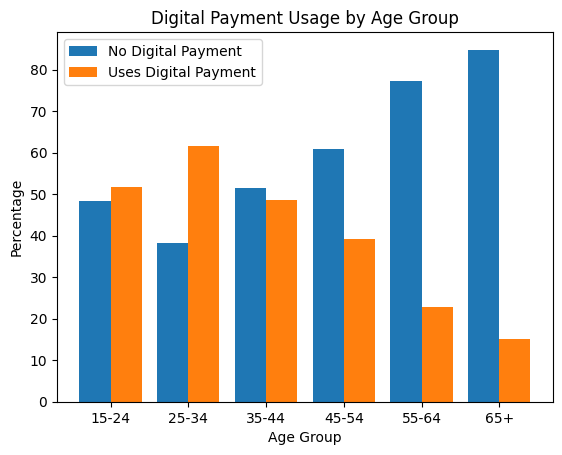 Digital Payment Usage by Age Group
No Digital Payment
Uses Digital Payment
Percentage
80
70
60
50
40
30
20
10
0
15-24 25-34 35-44 45-54 55-64 65+
Age Group